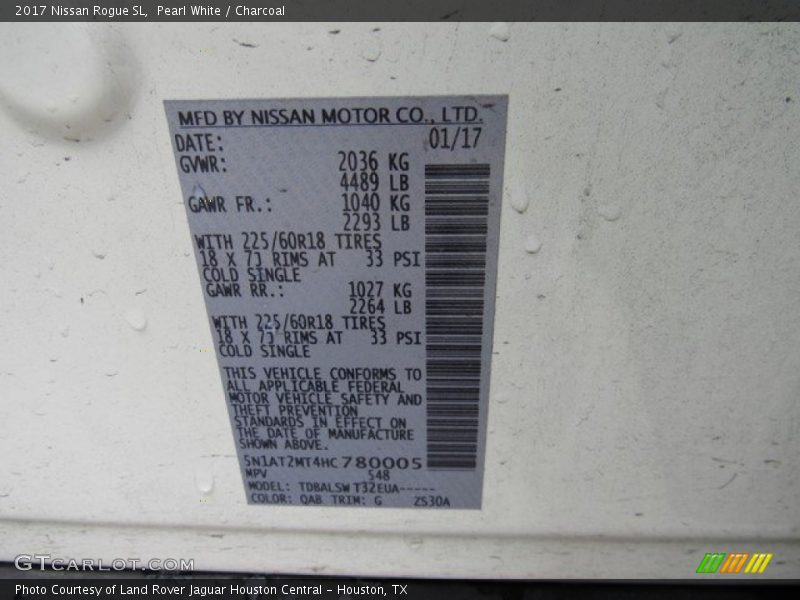 2017 Nissan Rogue SL, Pearl White / Charcoal
MFD BY NISSAN MOTOR CO., LTD.
DATE: 01/17
GVWR: 2036 KG
4489 LB
GAWR FR.: 1040 KG
2293 LB
WITH 225/60R18 TIRES
18 X 7J RIMS AT 33 PSI
COLD SINGLE
GAWR RR.: 1027 KG
2264 LB
WITH 225/60R18 TIRES
18 X 7J RIMS AT 33 PSI
COLD SINGLE
THIS VEHICLE CONFORMS TO
ALL APPLICABLE FEDERAL
MOTOR VEHICLE SAFETY AND
THEFT PREVENTION
STANDARDS IN EFFECT ON
THE DATE OF MANUFACTURE
SHOWN ABOVE.
5N1AT2MT4HC780005
MPV 548
MODEL: TDBALSW T32EUA-----
COLOR: QAB TRIM: G ZS30A
GTCARLOT.COM
Photo Courtesy of Land Rover Jaguar Houston Central - Houston, TX